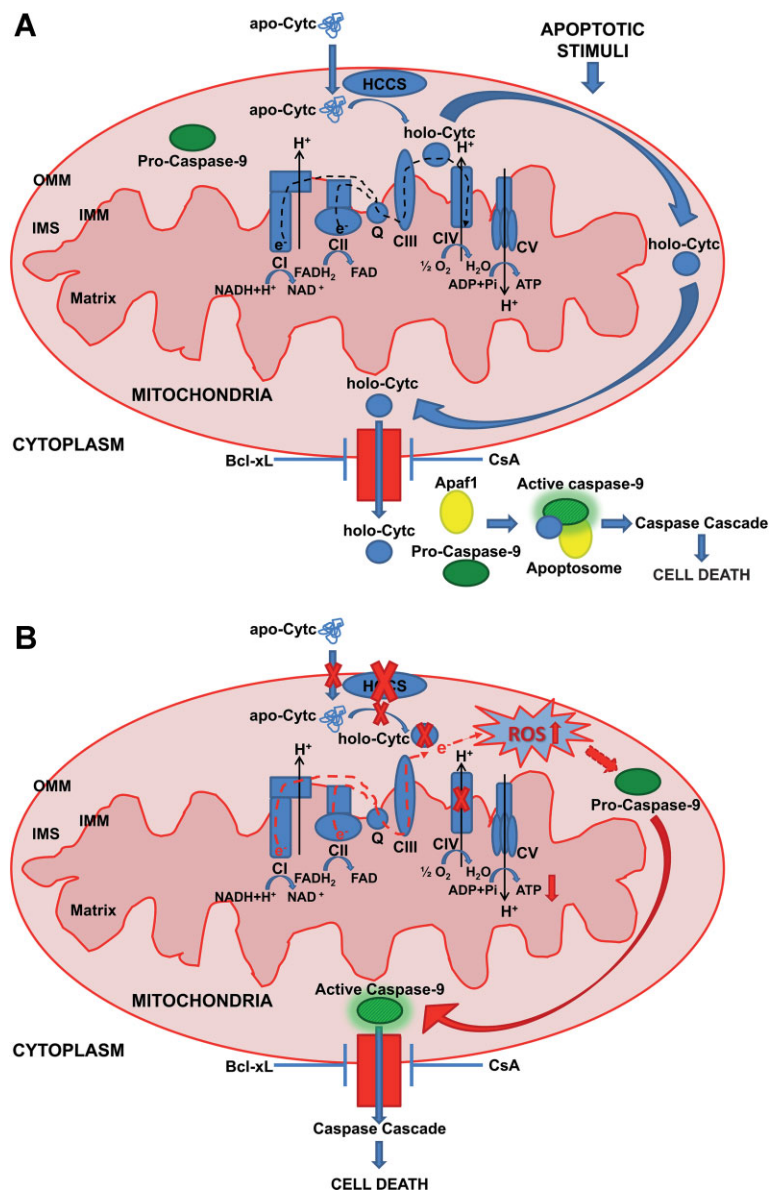 A
apo-Cytc
APOPTOTIC
STIMULI
HCCS
apo-Cytc
holo-Cytc
Pro-Caspase-9
H⁺
H⁺
OMM
IMS
IMM
Matrix
e⁻
CI
e⁻
CII
Q
CIII
CIV
CV
NADH+H⁺
NAD⁺
FADH₂
FAD
½ O₂
H₂O
ADP+Pi
ATP
H⁺
holo-Cytc
MITOCHONDRIA
holo-Cytc
CYTOPLASM
Bcl-xL
CsA
holo-Cytc
Apaf1
Pro-Caspase-9
Active caspase-9
Apoptosome
Caspase Cascade
CELL DEATH
B
apo-Cytc
HCCS
apo-Cytc
holo-Cytc
e⁻
ROS
Pro-Caspase-9
H⁺
H⁺
OMM
IMS
IMM
Matrix
e⁻
CI
e⁻
CII
Q
CIII
CIV
CV
NADH+H⁺
NAD⁺
FADH₂
FAD
½ O₂
H₂O
ADP+Pi
ATP
H⁺
MITOCHONDRIA
Active Caspase-9
CYTOPLASM
Bcl-xL
CsA
Caspase Cascade
CELL DEATH